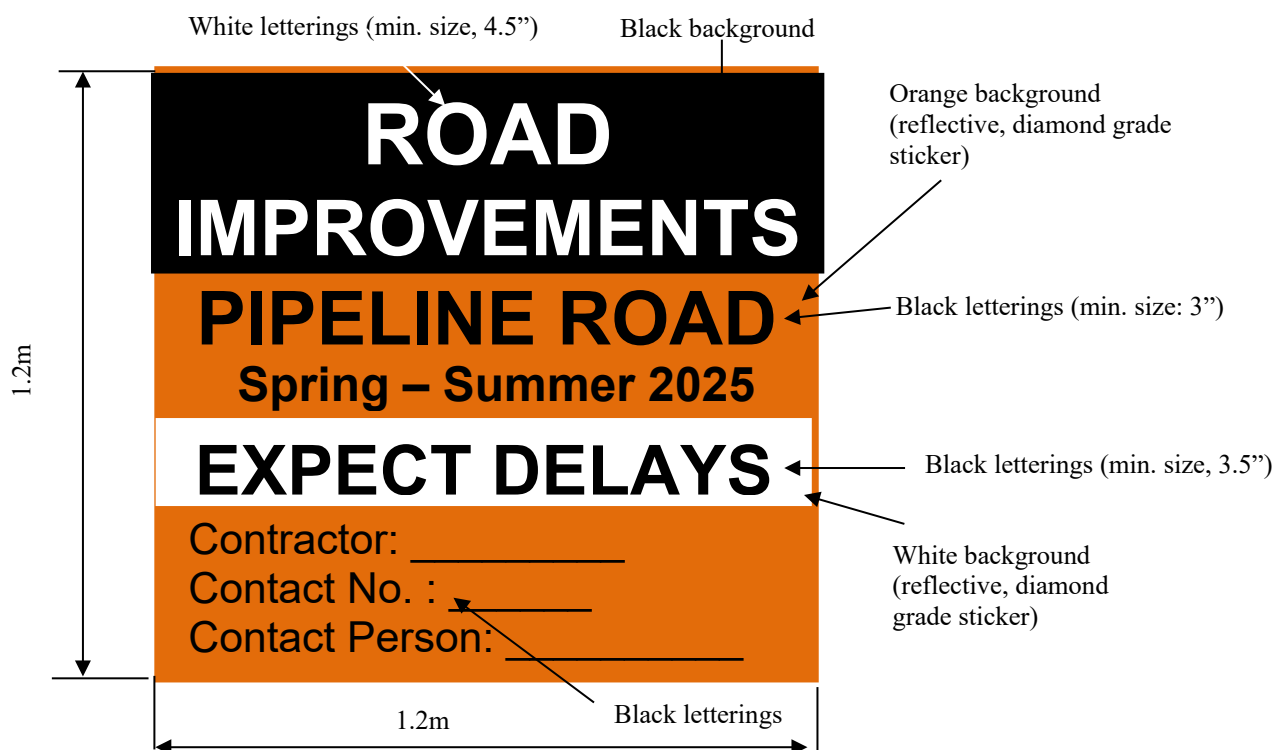 White letterings (min. size, 4.5”)
Black background
ROAD
IMPROVEMENTS
Orange background
(reflective, diamond grade
sticker)
PIPELINE ROAD
Black letterings (min. size: 3”)
1.2m
Spring – Summer 2025
EXPECT DELAYS
Black letterings (min. size, 3.5”)
Contractor: _________
Contact No. : ______
Contact Person: __________
White background
(reflective, diamond
grade sticker)
1.2m
Black letterings